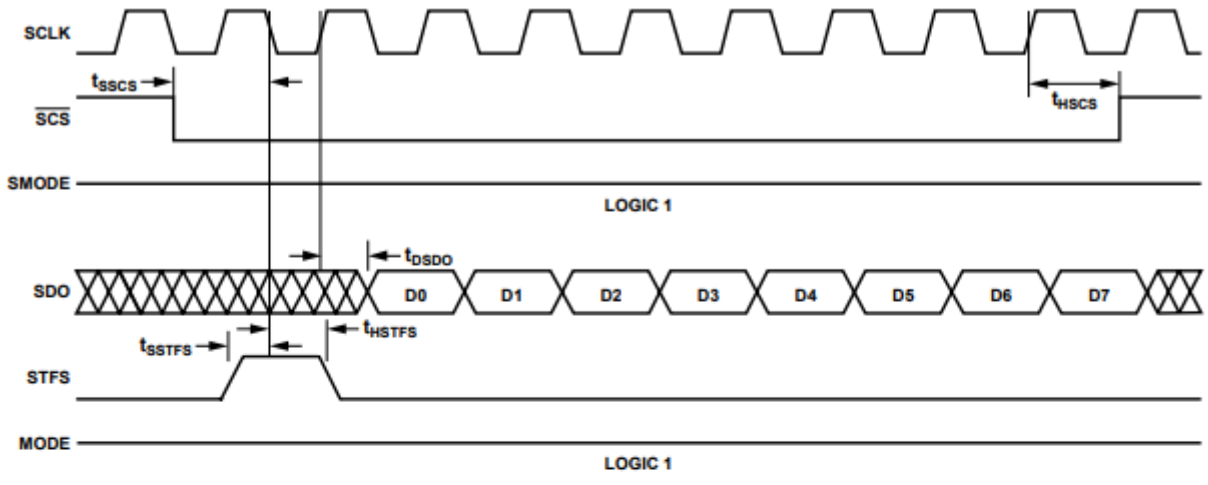 SCLK
tSSCS
tHSCS
SCS
SMODE
LOGIC 1
tDSDO
SDO
D0 D1 D2 D3 D4 D5 D6 D7
tHSTFS
tSSTFS
STFS
MODE
LOGIC 1